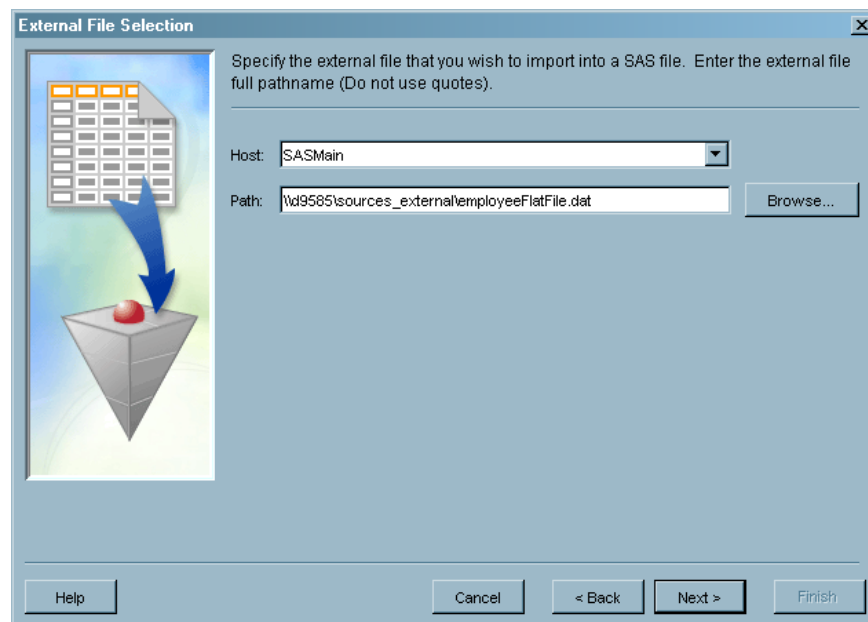 External File Selection
Specify the external file that you wish to import into a SAS file. Enter the external file
full pathname (Do not use quotes).
Host: SASMain
Path: \\d9585\sources_external\employeeFlatFile.dat Browse...
Help Cancel < Back Next > Finish